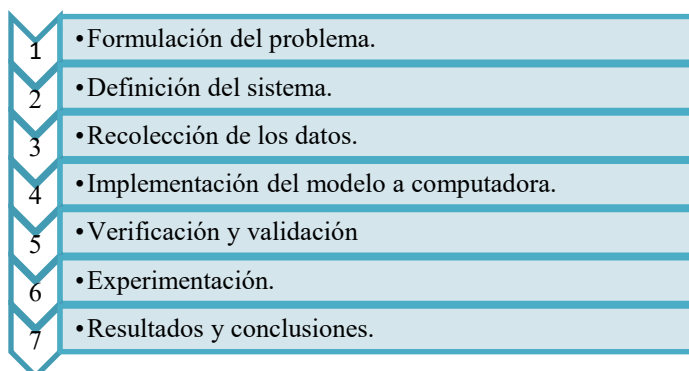 1 •Formulación del problema.
2 •Definición del sistema.
3 •Recolección de los datos.
4 •Implementación del modelo a computadora.
5 •Verificación y validación
6 •Experimentación.
7 •Resultados y conclusiones.